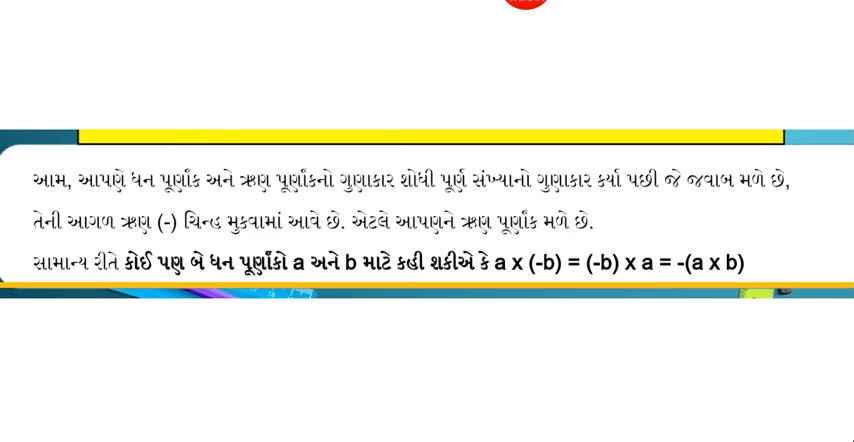 આમ, આપણે ધન પૂર્ણાંક અને ઋણ પૂર્ણાંકનો ગુણાકાર શોધી પૂર્ણ સંખ્યાનો ગુણાકાર કર્યા પછી જે જવાબ મળે છે,
તેની આગળ ઋણ (-) ચિન્હ મુકવામાં આવે છે. એટલે આપણને ઋણ પૂર્ણાંક મળે છે.
સામાન્ય રીતે કોઈ પણ બે ધન પૂર્ણાંકો a અને b માટે કહી શકીએ કે a x (-b) = (-b) x a = -(a x b)